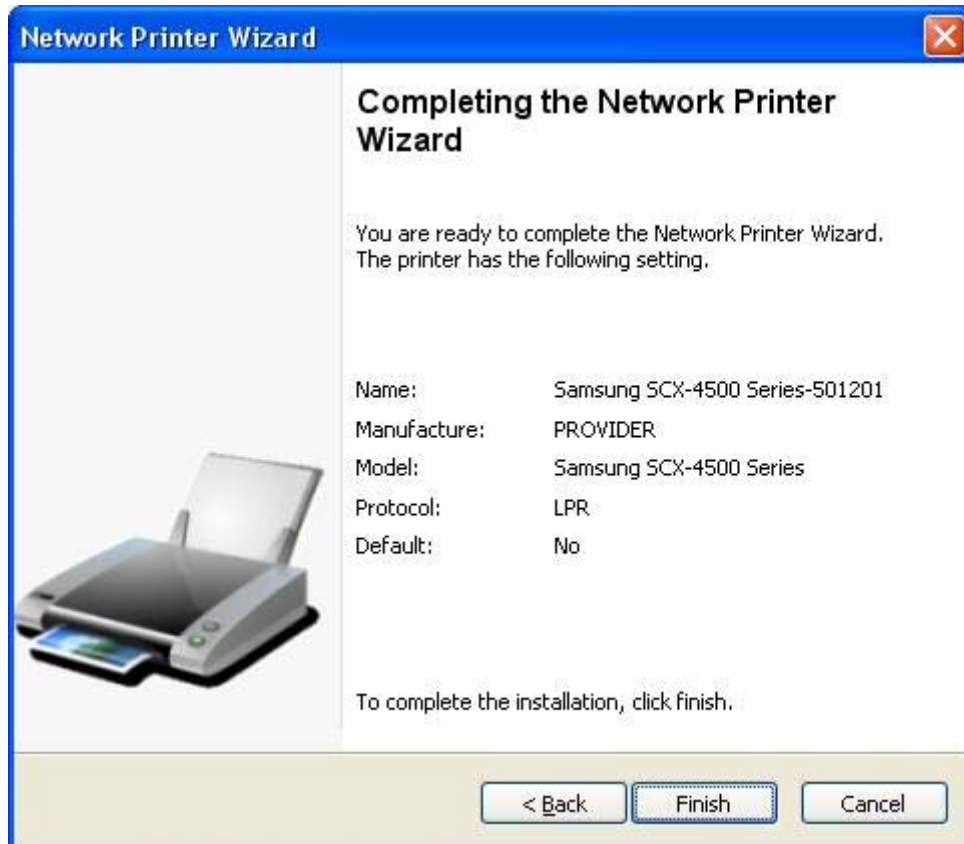 Network Printer Wizard
Completing the Network Printer
Wizard
You are ready to complete the Network Printer Wizard.
The printer has the following setting.
Name: Samsung SCX-4500 Series-501201
Manufacture: PROVIDER
Model: Samsung SCX-4500 Series
Protocol: LPR
Default: No
To complete the installation, click finish.
< Back Finish Cancel